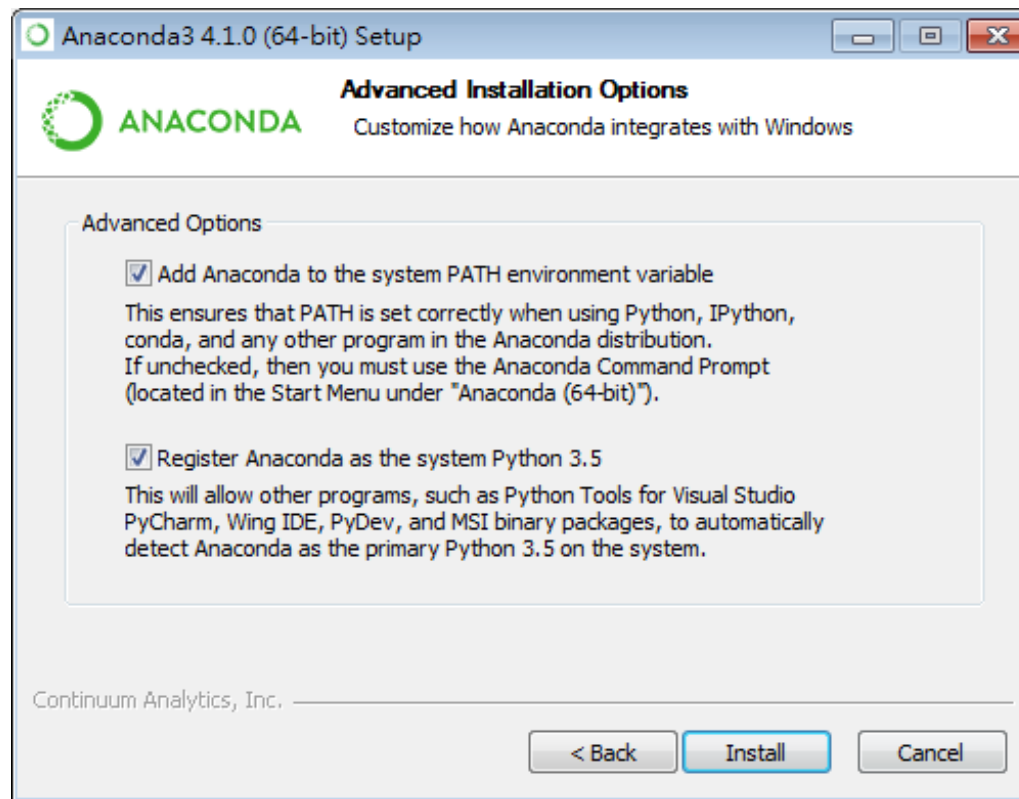 Anaconda3 4.1.0 (64-bit) Setup
ANACONDA
Advanced Installation Options
Customize how Anaconda integrates with Windows
Advanced Options
Add Anaconda to the system PATH environment variable
This ensures that PATH is set correctly when using Python, IPython,
conda, and any other program in the Anaconda distribution.
If unchecked, then you must use the Anaconda Command Prompt
(located in the Start Menu under "Anaconda (64-bit)").
Register Anaconda as the system Python 3.5
This will allow other programs, such as Python Tools for Visual Studio
PyCharm, Wing IDE, PyDev, and MSI binary packages, to automatically
detect Anaconda as the primary Python 3.5 on the system.
Continuum Analytics, Inc.
< Back Install Cancel